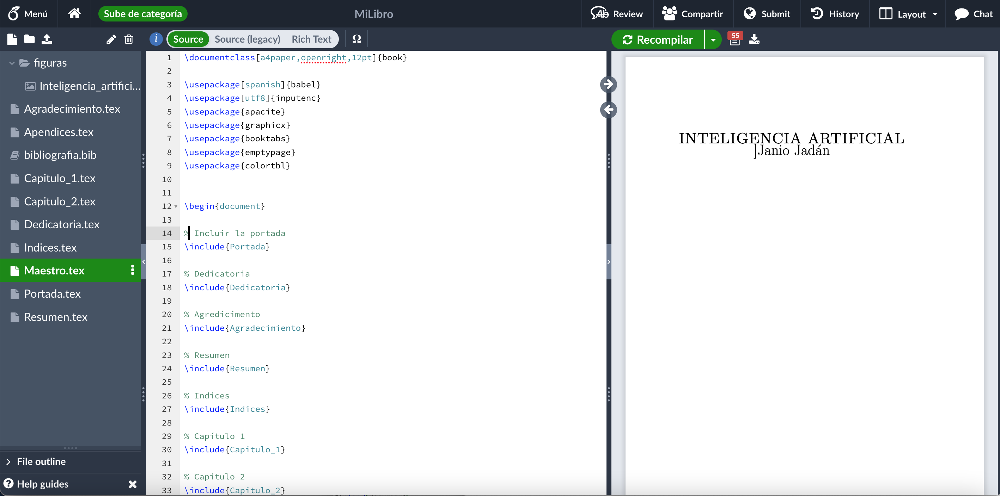 Menú
Sube de categoría
MiLibro
Review
Compartir
Submit
History
Layout
Chat
i
Source
Source (legacy)
Rich Text
Ω
Recompilar
55
figuras
Inteligencia_artifici...
Agradecimiento.tex
Apendices.tex
bibliografia.bib
Capitulo_1.tex
Capitulo_2.tex
Dedicatoria.tex
Indices.tex
Maestro.tex
Portada.tex
Resumen.tex
File outline
Help guides
1 \documentclass[a4paper,openright,12pt]{book}
2
3 \usepackage[spanish]{babel}
4 \usepackage[utf8]{inputenc}
5 \usepackage{apacite}
6 \usepackage{graphicx}
7 \usepackage{booktabs}
8 \usepackage{emptypage}
9 \usepackage{colortbl}
10
11
12 \begin{document}
13
14 % Incluir la portada
15 \include{Portada}
16
17 % Dedicatoria
18 \include{Dedicatoria}
19
20 % Agredicimento
21 \include{Agradecimiento}
22
23 % Resumen
24 \include{Resumen}
25
26 % Indices
27 \include{Indices}
28
29 % Capítulo 1
30 \include{Capitulo_1}
31
32 % Capitulo 2
33 \include{Capitulo_2}
INTELIGENCIA ARTIFICIAL
]Janio Jadán